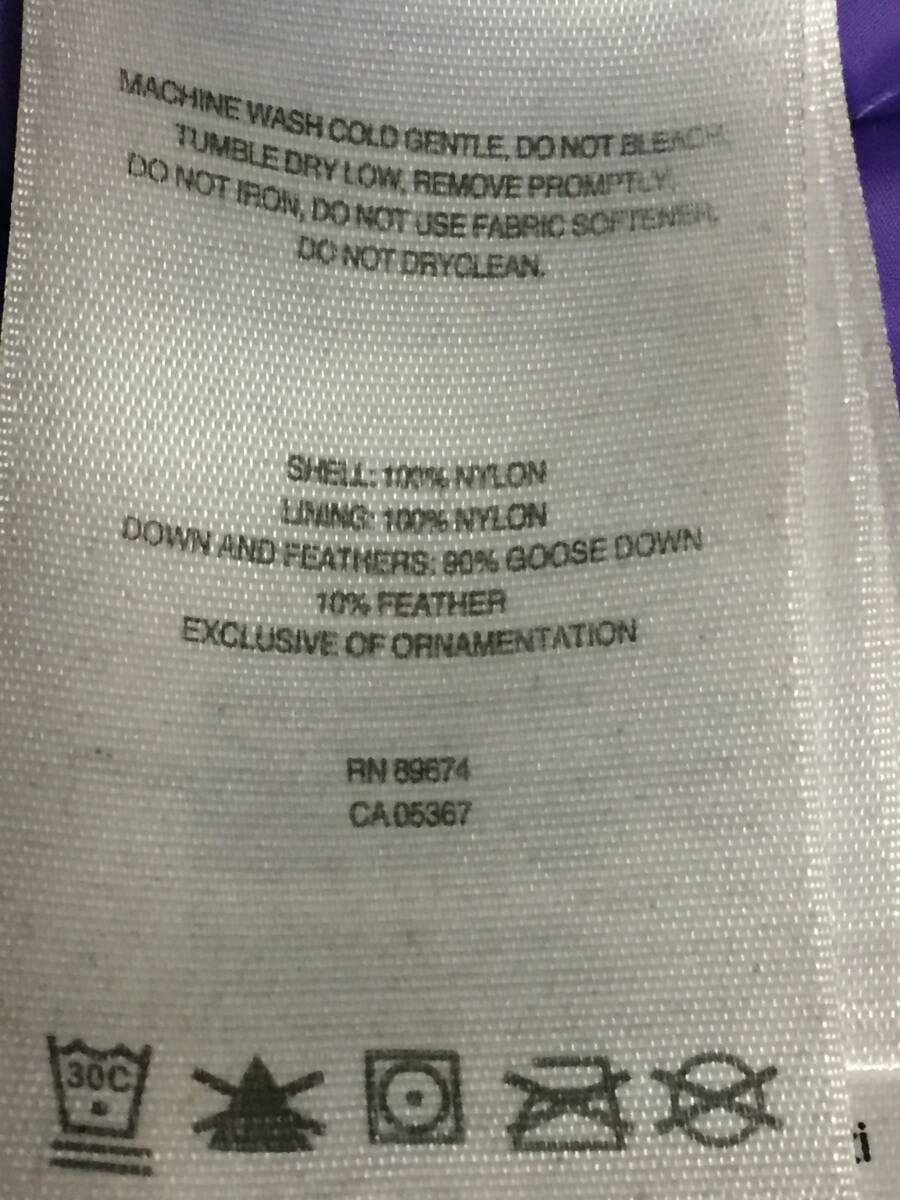 MACHINE WASH COLD GENTLE, DO NOT BLEACH,
TUMBLE DRY LOW, REMOVE PROMPTLY
DO NOT IRON, DO NOT USE FABRIC SOFTENER,
DO NOT DRYCLEAN.
SHELL: 100% NYLON
LINING: 100% NYLON
DOWN AND FEATHERS: 90% GOOSE DOWN
10% FEATHER
EXCLUSIVE OF ORNAMENTATION
RN 89674
CA 05367
30C